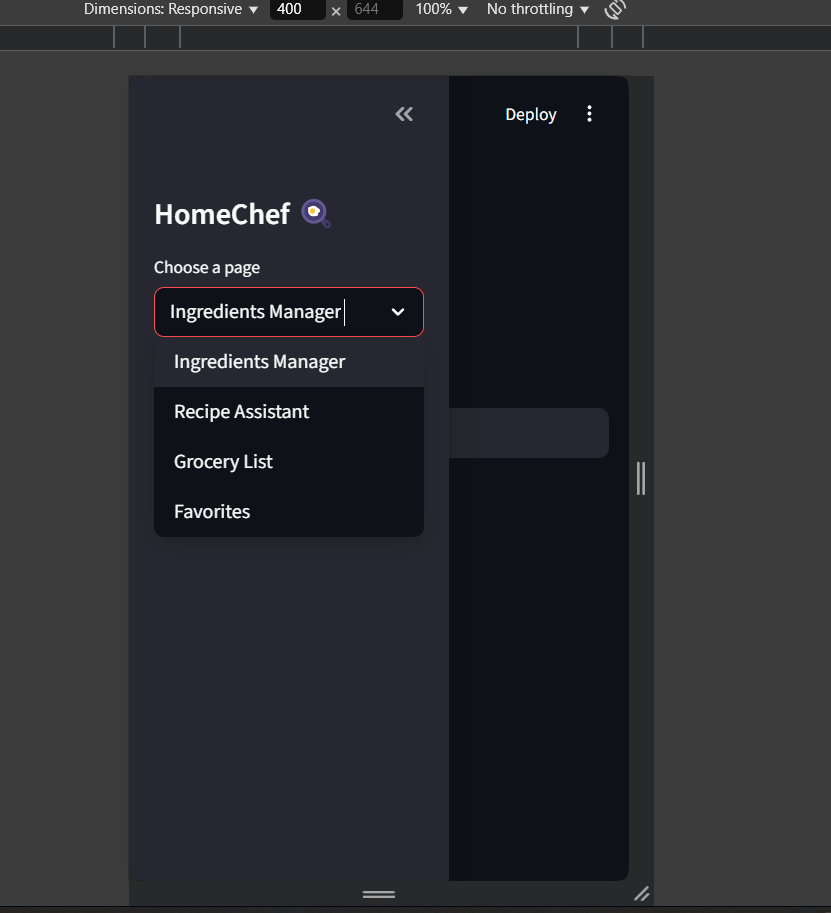 Dimensions: Responsive ▼ 400 × 644 100% ▼ No throttling ▼
Deploy
HomeChef
Choose a page
Ingredients Manager
Ingredients Manager
Recipe Assistant
Grocery List
Favorites